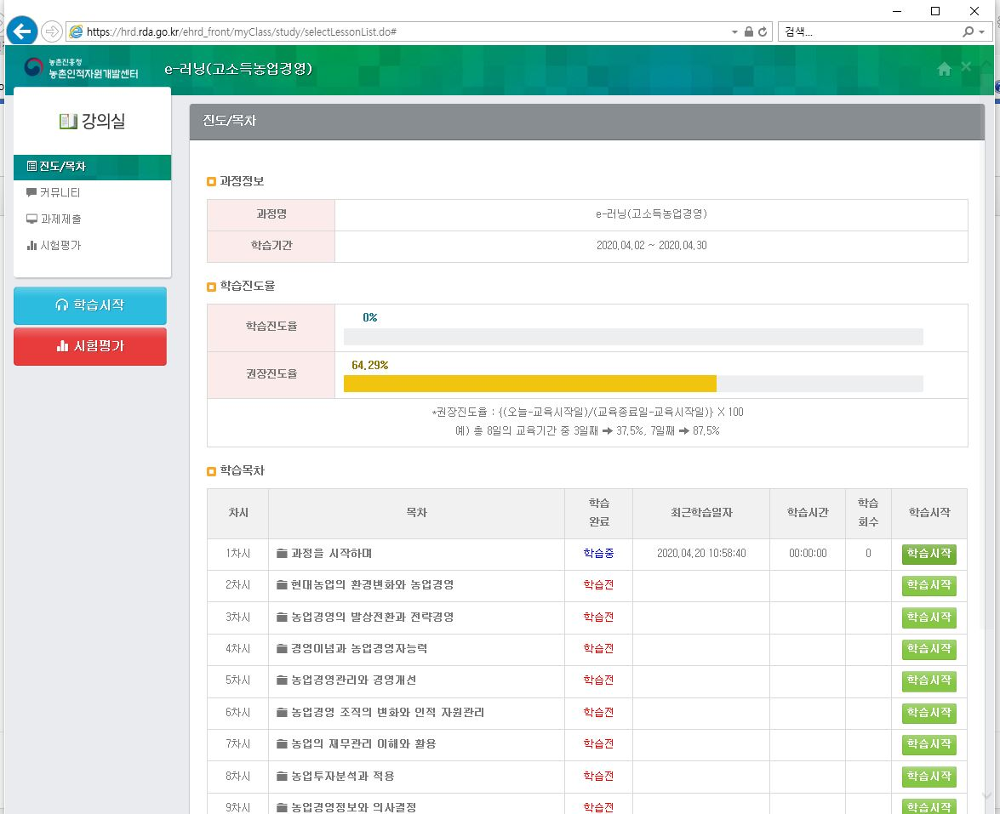 https://hrd.rda.go.kr/ehrd_front/myClass/study/selectLessonList.do#
검색...
농촌진흥청
농촌인적자원개발센터
e-러닝(고소득농업경영)
강의실
진도/목차
커뮤니티
과제제출
시험평가
학습시작
시험평가
진도/목차
과정정보
과정명 e-러닝(고소득농업경영)
학습기간 2020.04.02 ~ 2020.04.30
학습진도율
학습진도율 0%
권장진도율 64.29%
*권장진도율 : {(오늘-교육시작일)/(교육종료일-교육시작일)} X 100
예) 총 8일의 교육기간 중 3일째 ➔ 37.5%, 7일째 ➔ 87.5%
학습목차
차시 목차 학습 완료 최근학습일자 학습시간 학습 회수 학습시작
1차시 과정을 시작하며 학습중 2020.04.20 10:58:40 00:00:00 0 학습시작
2차시 현대농업의 환경변화와 농업경영 학습전 학습시작
3차시 농업경영의 발상전환과 전략경영 학습전 학습시작
4차시 경영이념과 농업경영자능력 학습전 학습시작
5차시 농업경영관리와 경영개선 학습전 학습시작
6차시 농업경영 조직의 변화와 인적 자원관리 학습전 학습시작
7차시 농업의 재무관리 이해와 활용 학습전 학습시작
8차시 농업투자분석과 적용 학습전 학습시작
9차시 농업경영정보와 의사결정 학습전 학습시작